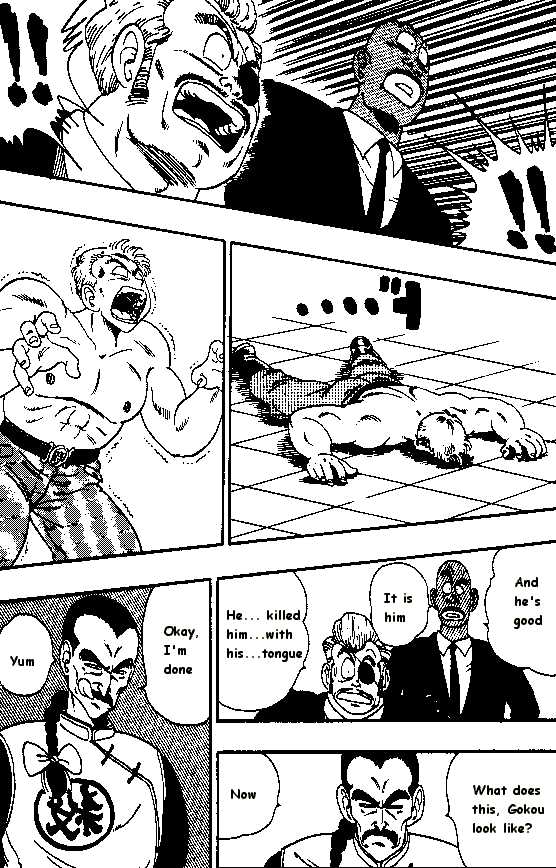 !!
!!
Yum
Okay,
I'm
done
He... killed
him...with
his...tongue
It is
him
And
he's
good
Now
What does
this, Gokou
look like?